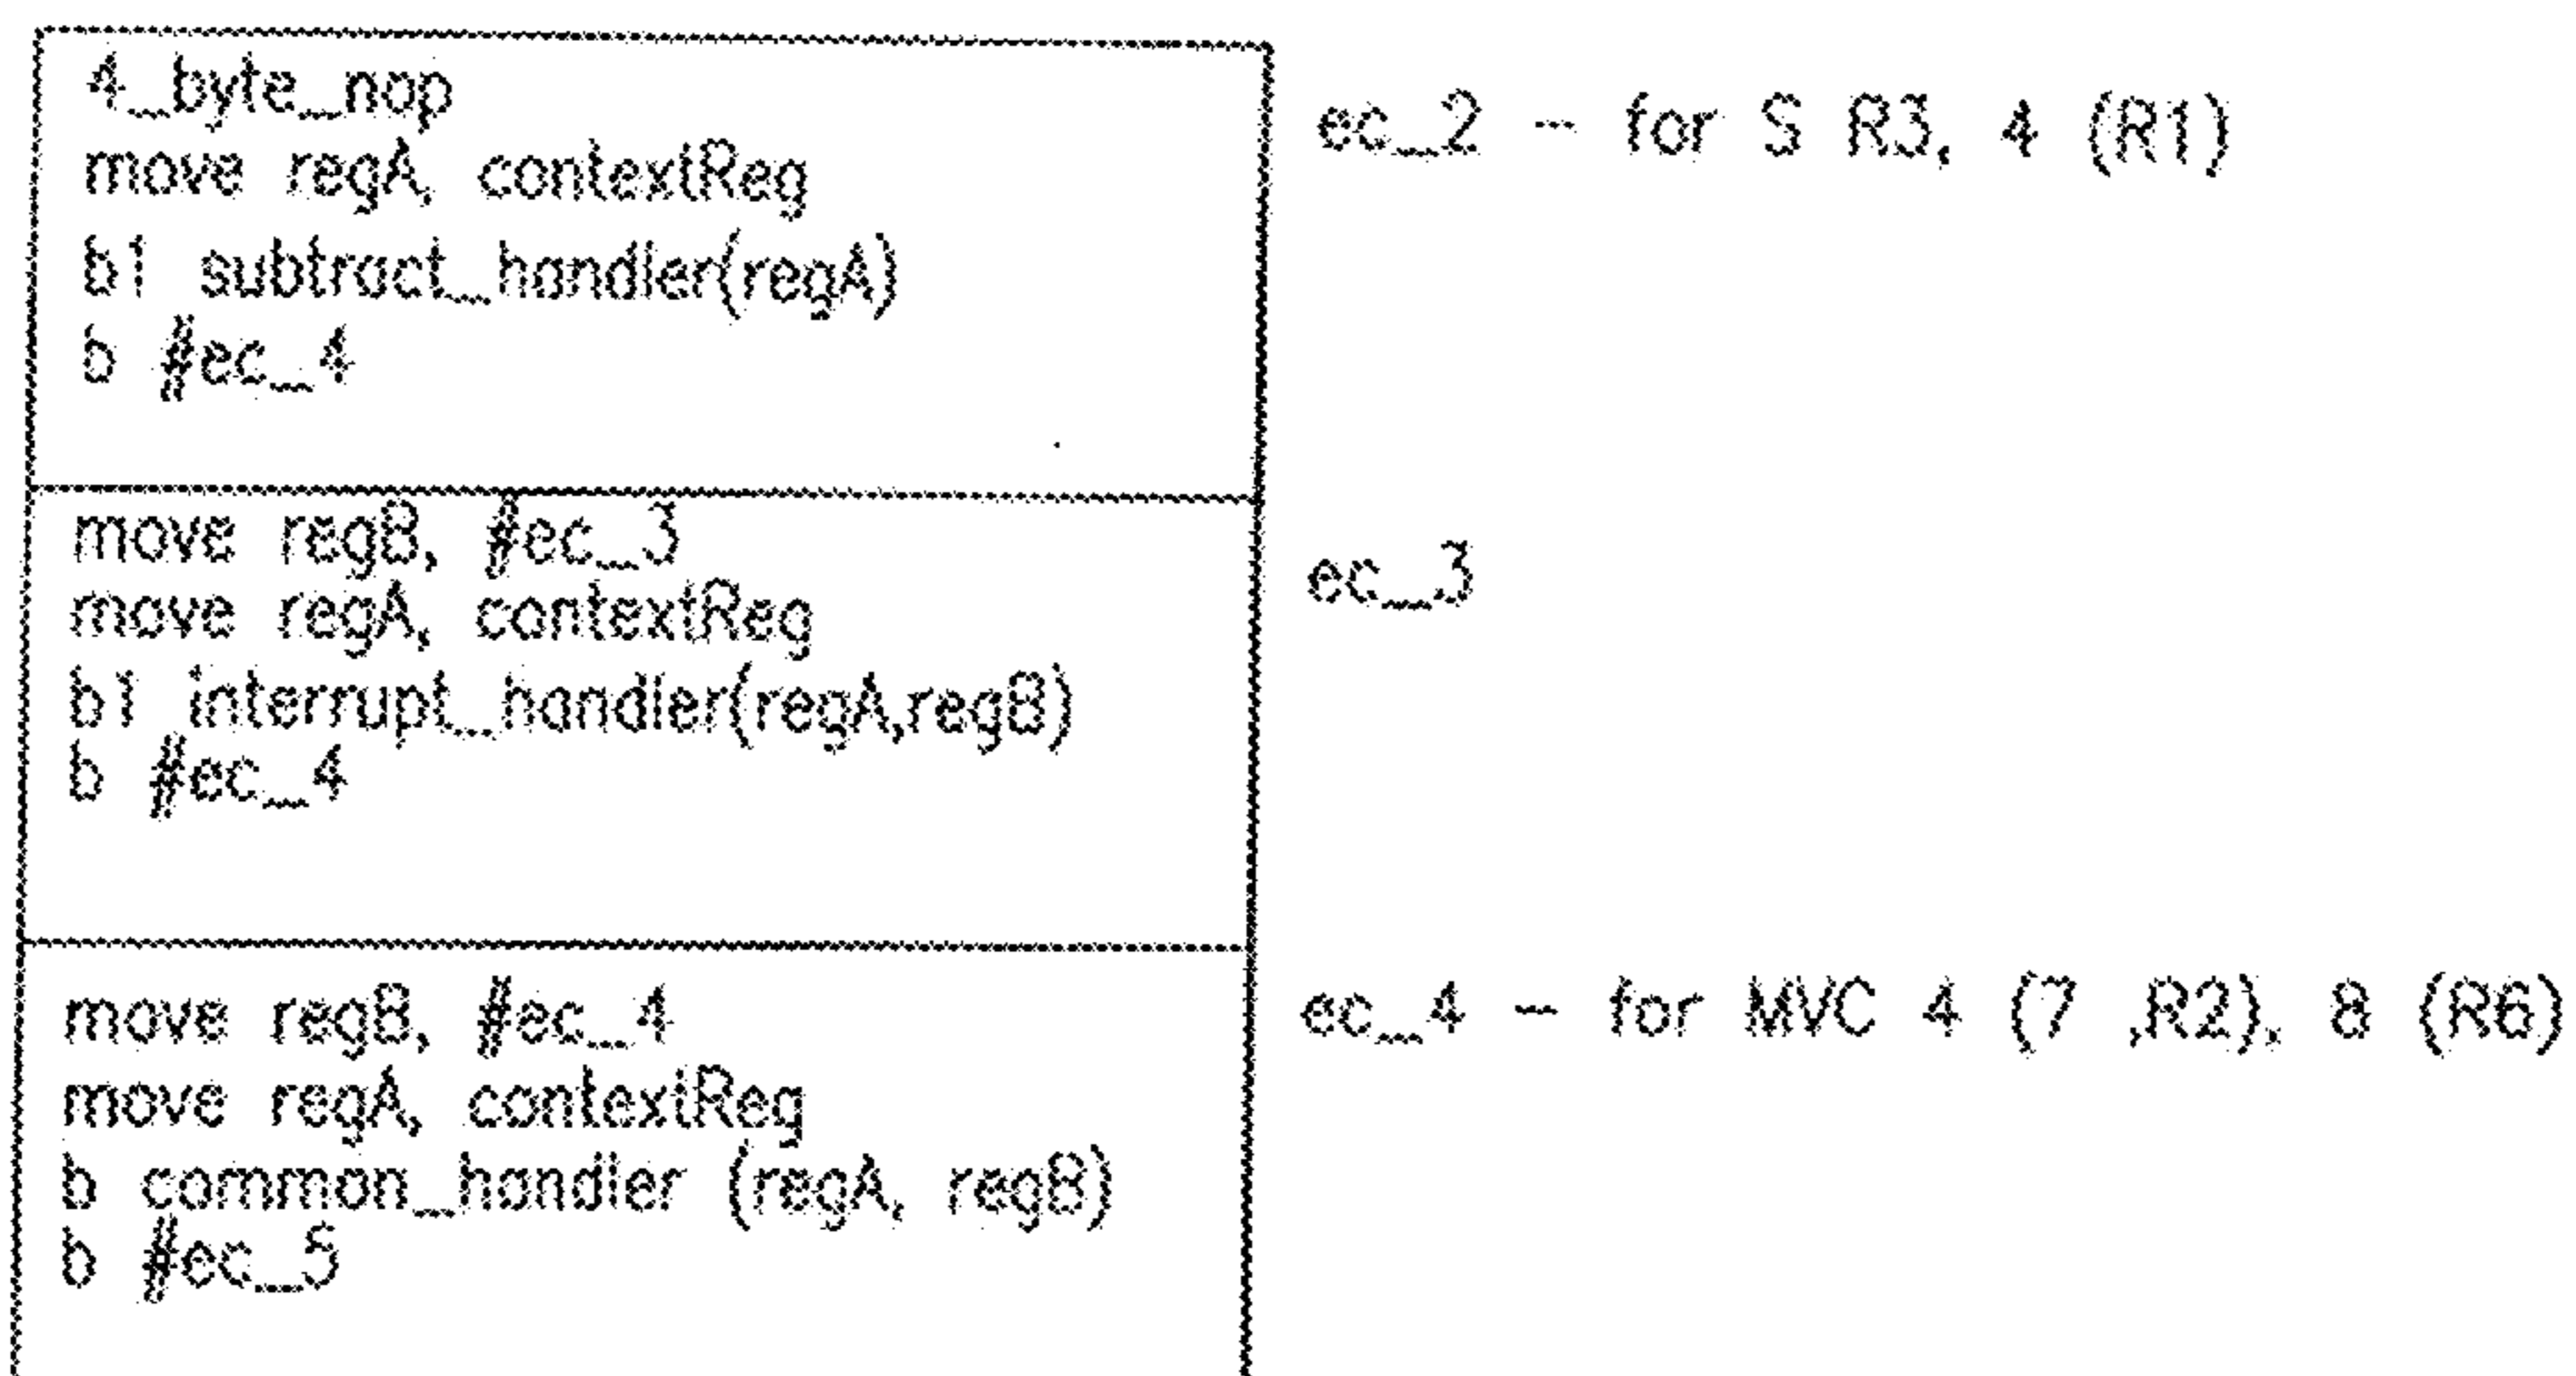 4_byte_nop
move regA, contextReg
b1 subtract_handler(regA)
b #ec_4
ec_2 - for S R3, 4 (R1)
move regB, #ec_3
move regA, contextReg
b1 interrupt_handler(regA,regB)
b #ec_4
ec_3
move regB, #ec_4
move regA, contextReg
b common_handler (regA, regB)
b #ec_5
ec_4 - for MVC 4 (7 ,R2), 8 (R6)